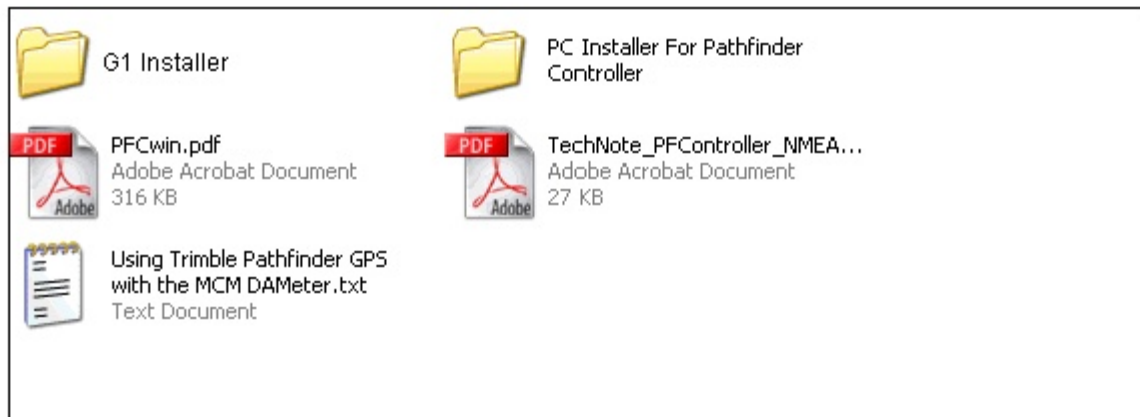 G1 Installer
PC Installer For Pathfinder
Controller
PDF
Adobe
PFCwin.pdf
Adobe Acrobat Document
316 KB
PDF
Adobe
TechNote_PFController_NMEA...
Adobe Acrobat Document
27 KB
Using Trimble Pathfinder GPS
with the MCM DAMeter.txt
Text Document